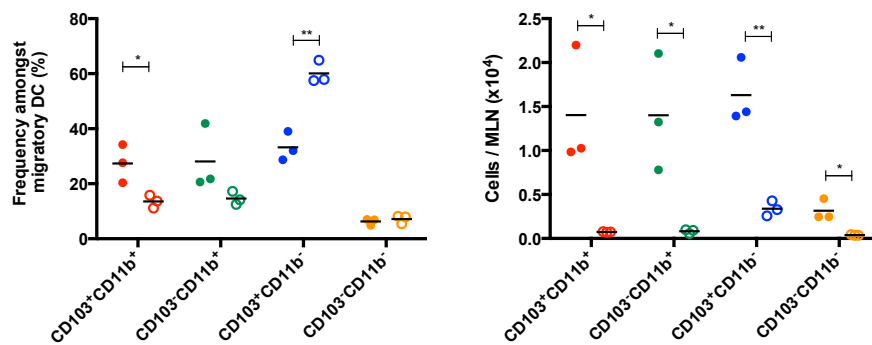 Frequency amongst
migratory DC (%)
80
60
40
20
0
*
**
CD103⁺CD11b⁺
CD103⁻CD11b⁺
CD103⁺CD11b⁻
CD103⁻CD11b⁻
Cells / MLN (x10⁴)
2.5
2.0
1.5
1.0
0.5
0.0
*
*
**
*
CD103⁺CD11b⁺
CD103⁻CD11b⁺
CD103⁺CD11b⁻
CD103⁻CD11b⁻